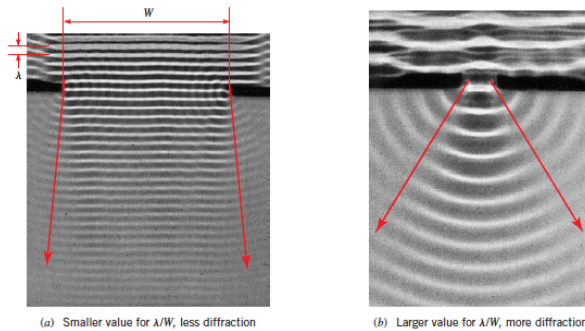 W
λ
(a) Smaller value for λ/W, less diffraction
(b) Larger value for λ/W, more diffraction